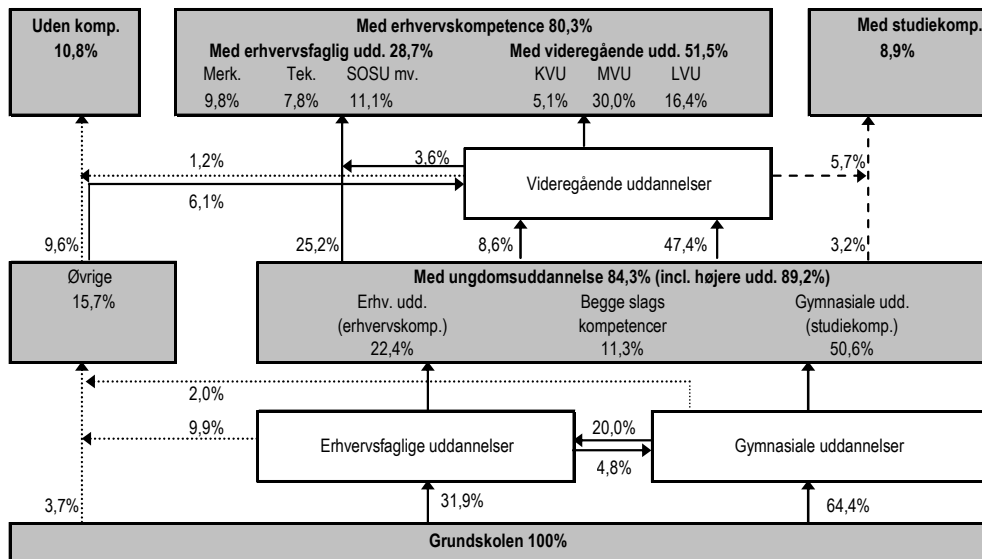 Uden komp.
10,8%
Med erhvervskompetence 80,3%
Med erhvervsfaglig udd. 28,7%
Med videregående udd. 51,5%
Merk.
Tek.
SOSU mv.
KVU
MVU
LVU
9,8%
7,8%
11,1%
5,1%
30,0%
16,4%
Med studiekomp.
8,9%
1,2%
3,6%
5,7%
Videregående uddannelser
6,1%
9,6%
25,2%
8,6%
47,4%
3,2%
Øvrige
15,7%
Med ungdomsuddannelse 84,3% (incl. højere udd. 89,2%)
Erhv. udd.
(erhvervskomp.)
22,4%
Begge slags
kompetencer
11,3%
Gymnasiale udd.
(studiekomp.)
50,6%
2,0%
9,9%
Erhvervsfaglige uddannelser
20,0%
4,8%
Gymnasiale uddannelser
3,7%
31,9%
64,4%
Grundskolen 100%